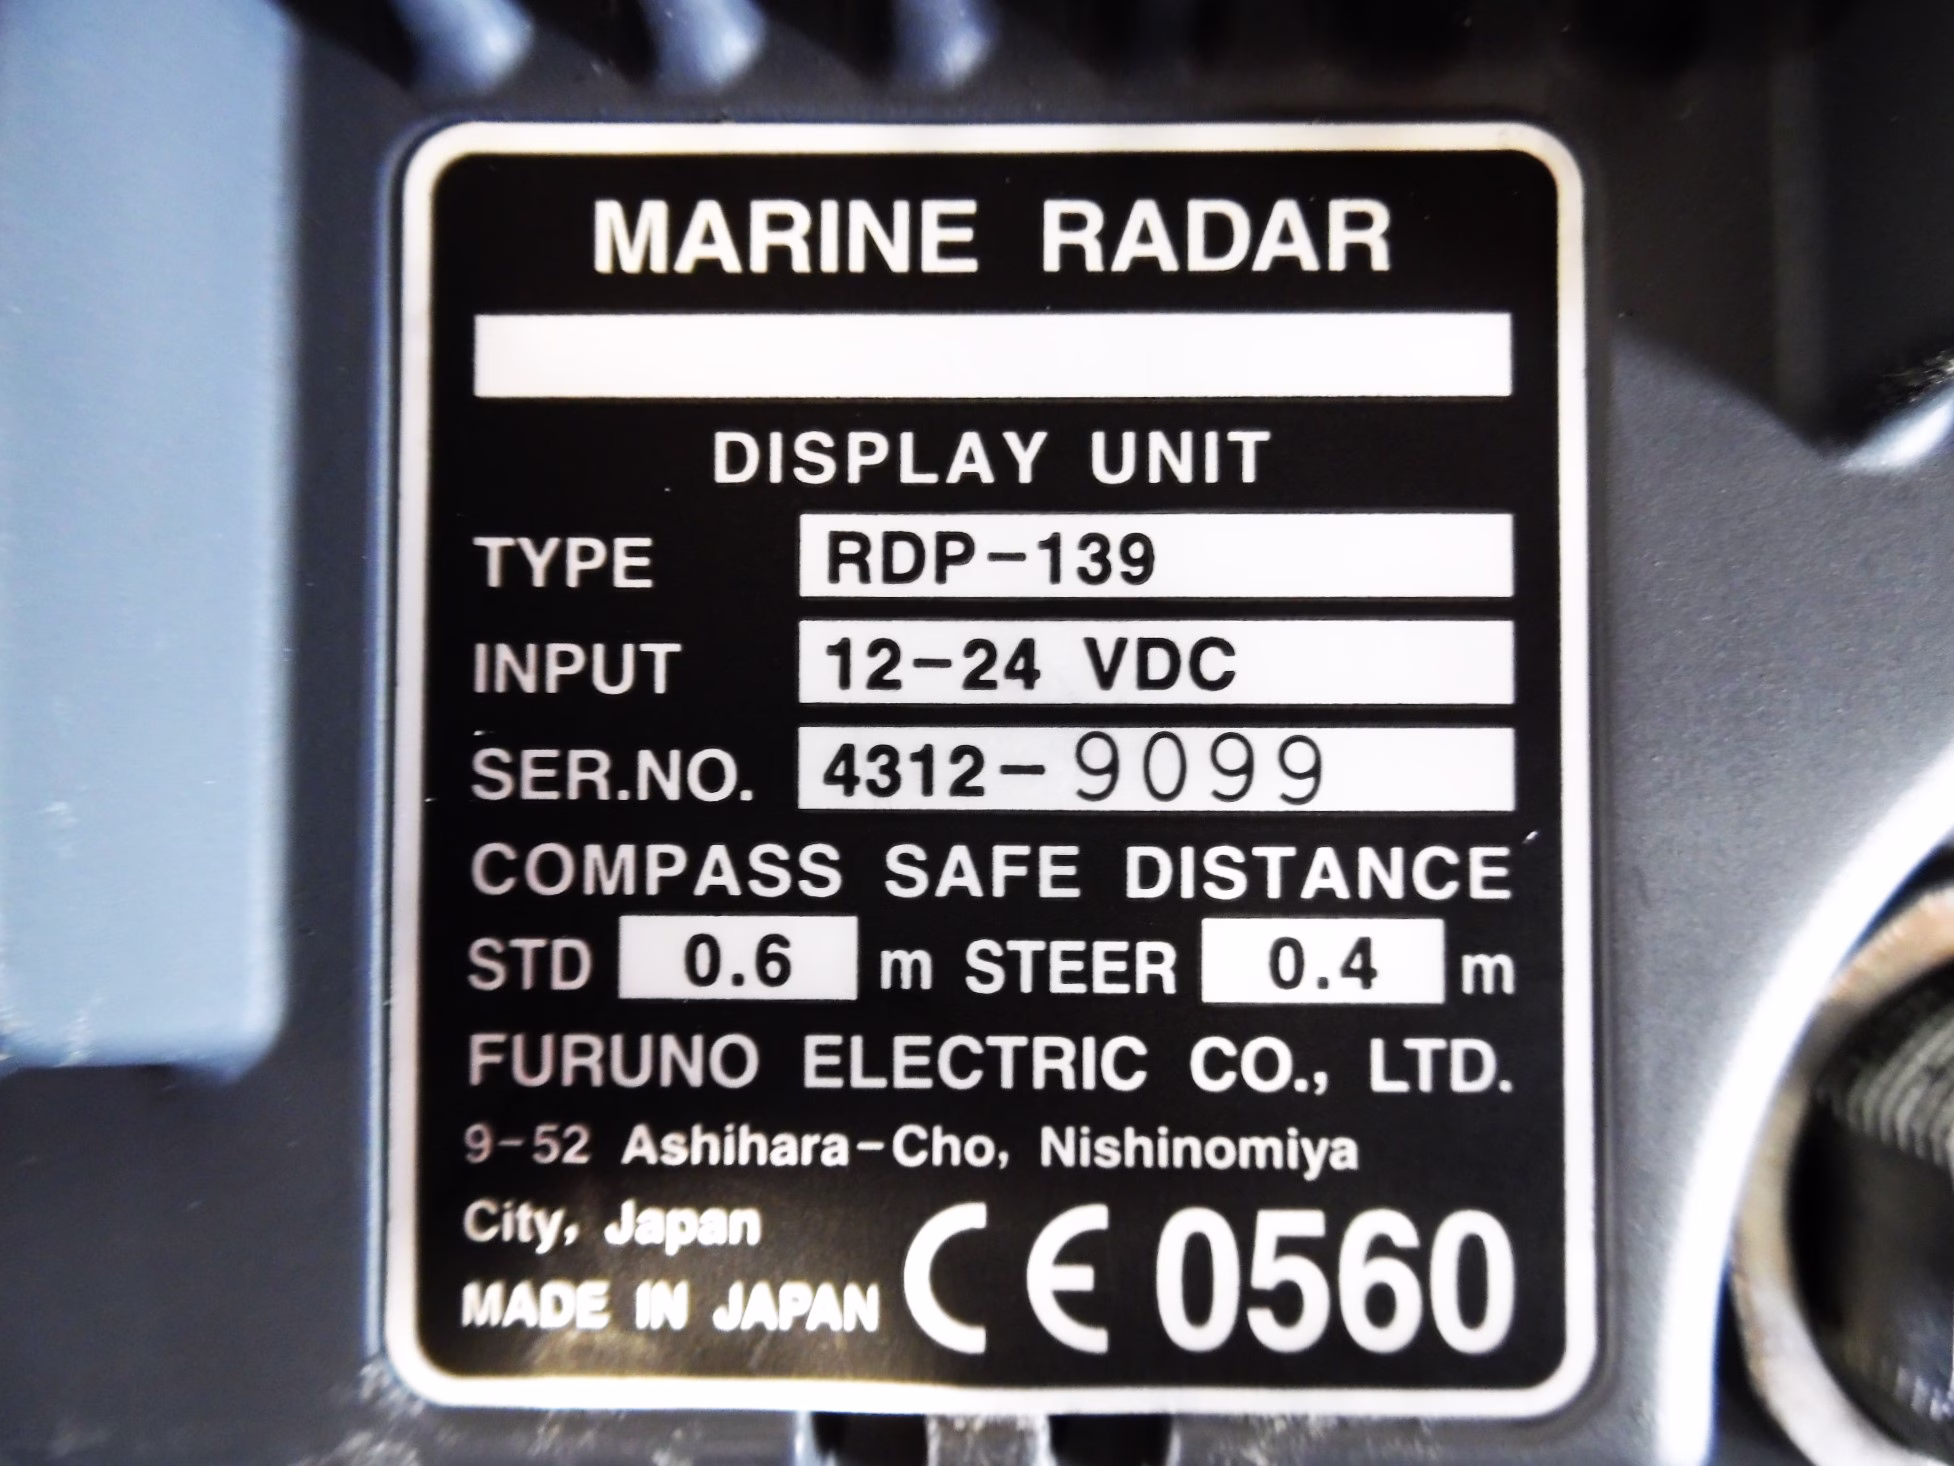 MARINE RADAR
DISPLAY UNIT
TYPE RDP-139
INPUT 12-24 VDC
SER.NO. 4312-9099
COMPASS SAFE DISTANCE
STD 0.6 m STEER 0.4 m
FURUNO ELECTRIC CO., LTD.
9-52 Ashihara-Cho, Nishinomiya
City, Japan
MADE IN JAPAN CE 0560